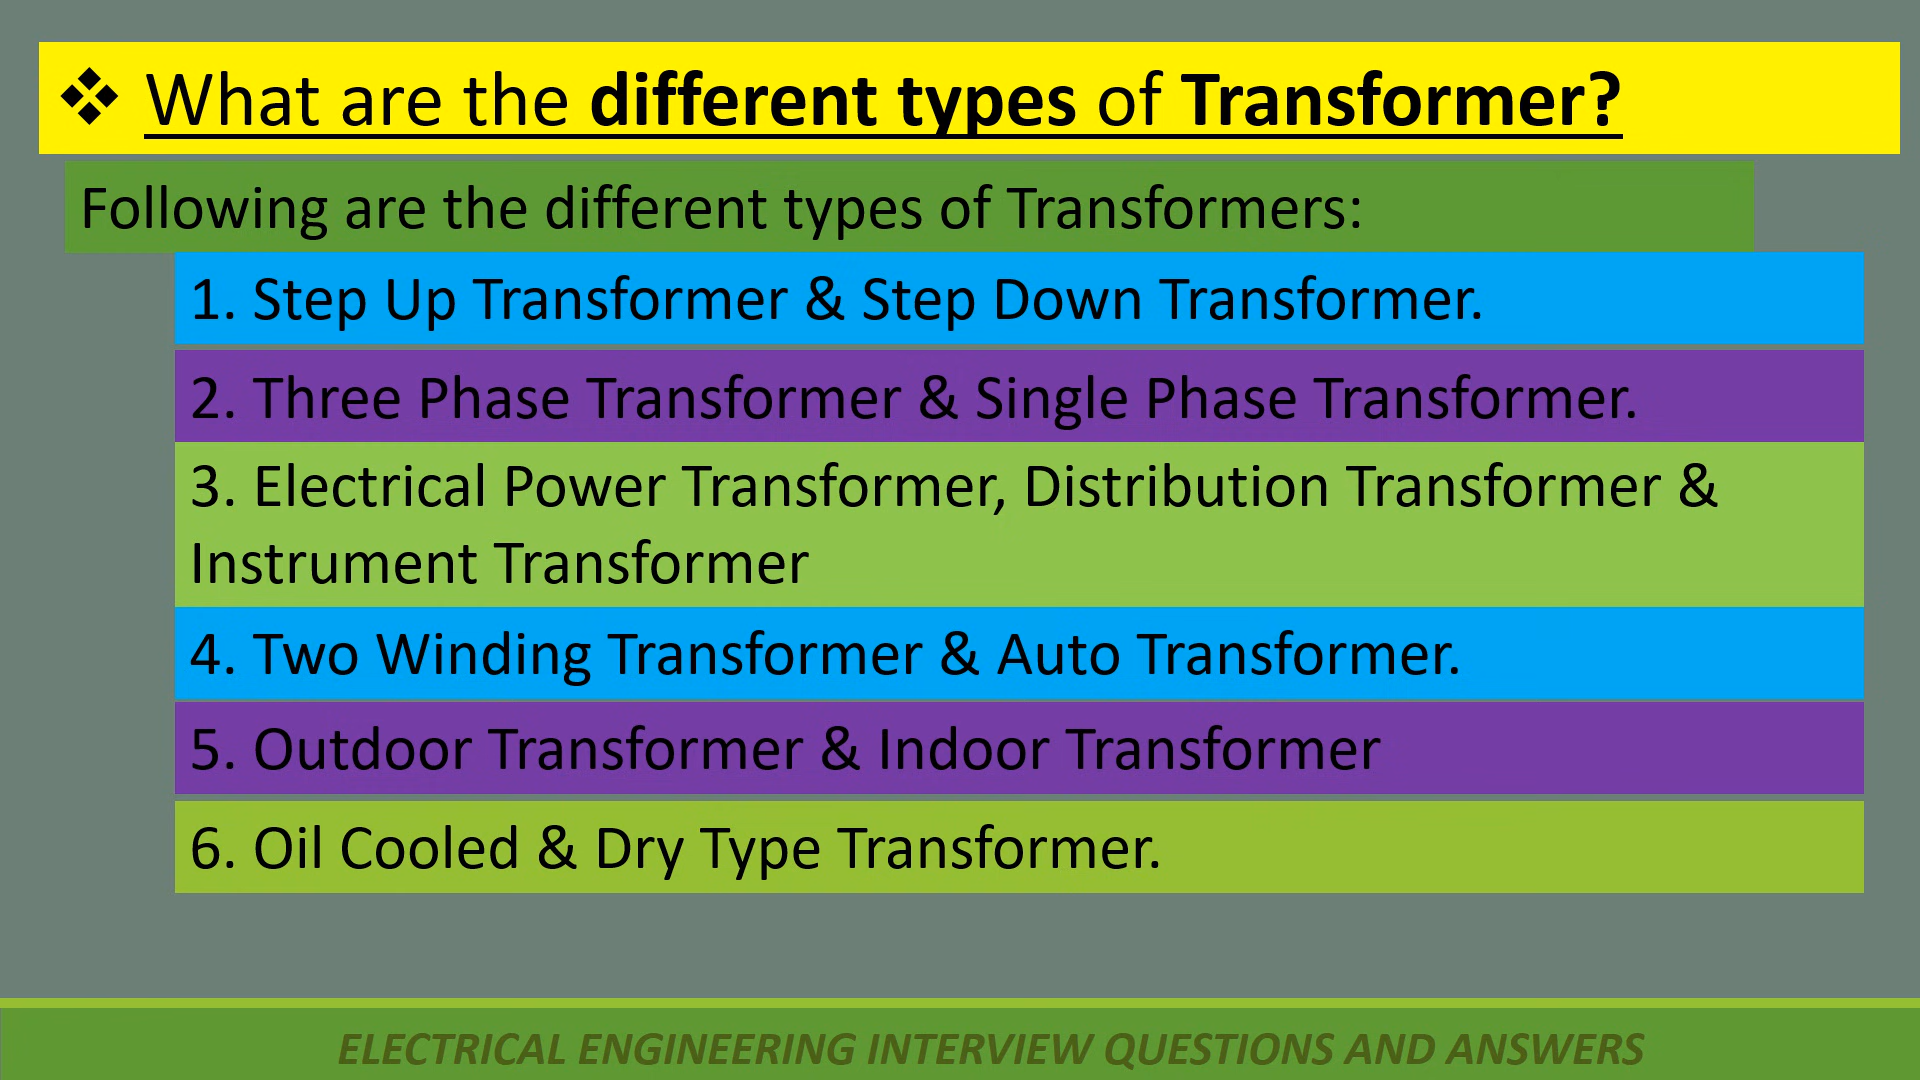 ❖ What are the different types of Transformer?
Following are the different types of Transformers:
1. Step Up Transformer & Step Down Transformer.
2. Three Phase Transformer & Single Phase Transformer.
3. Electrical Power Transformer, Distribution Transformer &
Instrument Transformer
4. Two Winding Transformer & Auto Transformer.
5. Outdoor Transformer & Indoor Transformer
6. Oil Cooled & Dry Type Transformer.
ELECTRICAL ENGINEERING INTERVIEW QUESTIONS AND ANSWERS